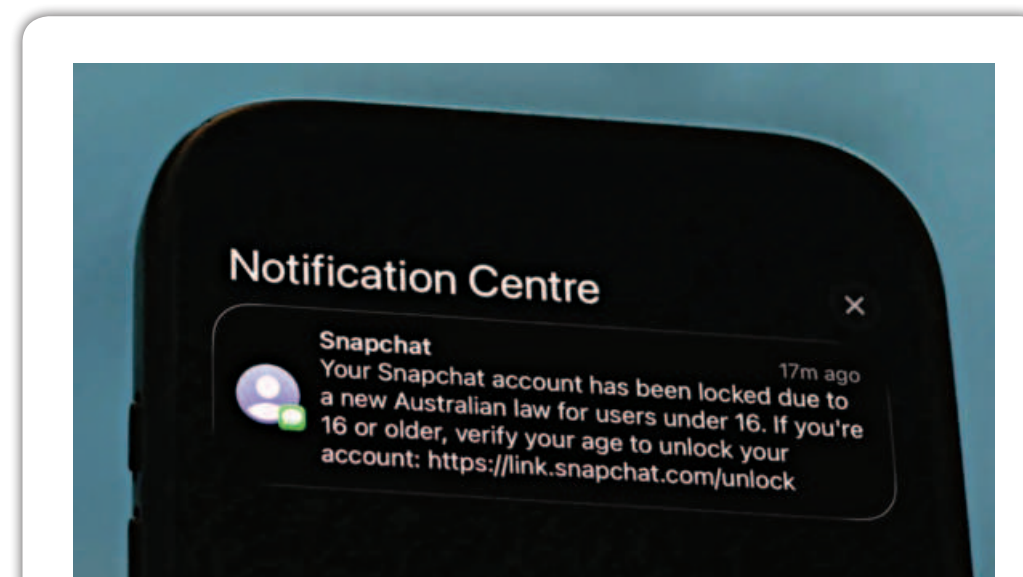 Notification Centre
Snapchat
17m ago
Your Snapchat account has been locked due to
a new Australian law for users under 16. If you're
16 or older, verify your age to unlock your
account: https://link.snapchat.com/unlock